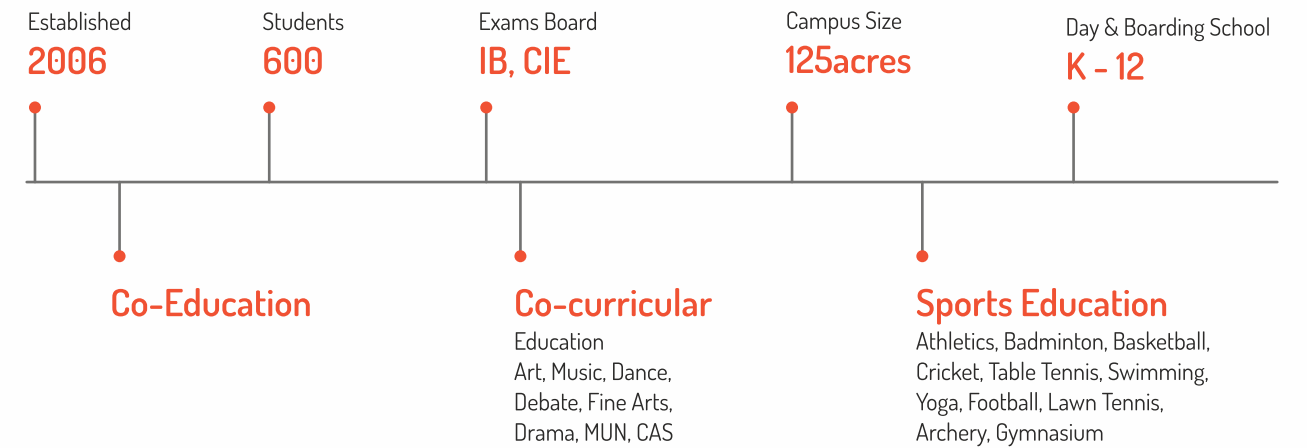 Established
2006
Students
600
Exams Board
IB, CIE
Campus Size
125acres
Day & Boarding School
K - 12
Co-Education
Co-curricular
Education
Art, Music, Dance,
Debate, Fine Arts,
Drama, MUN, CAS
Sports Education
Athletics, Badminton, Basketball,
Cricket, Table Tennis, Swimming,
Yoga, Football, Lawn Tennis,
Archery, Gymnasium